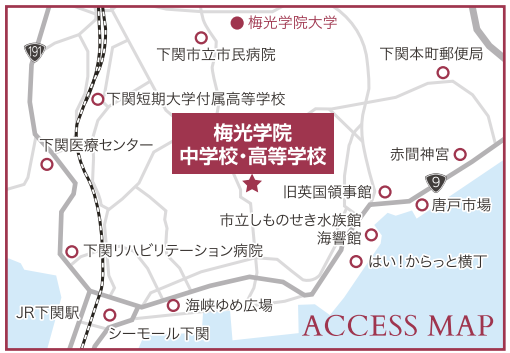 梅光学院大学
191
下関市立市民病院
下関本町郵便局
下関短期大学付属高等学校
梅光学院
中学校・高等学校
下関医療センター
赤間神宮
9
旧英国領事館
唐戸市場
市立しものせき水族館
海響館
下関リハビリテーション病院
はい！からっと横丁
海峡ゆめ広場
JR下関駅
シーモール下関
ACCESS MAP